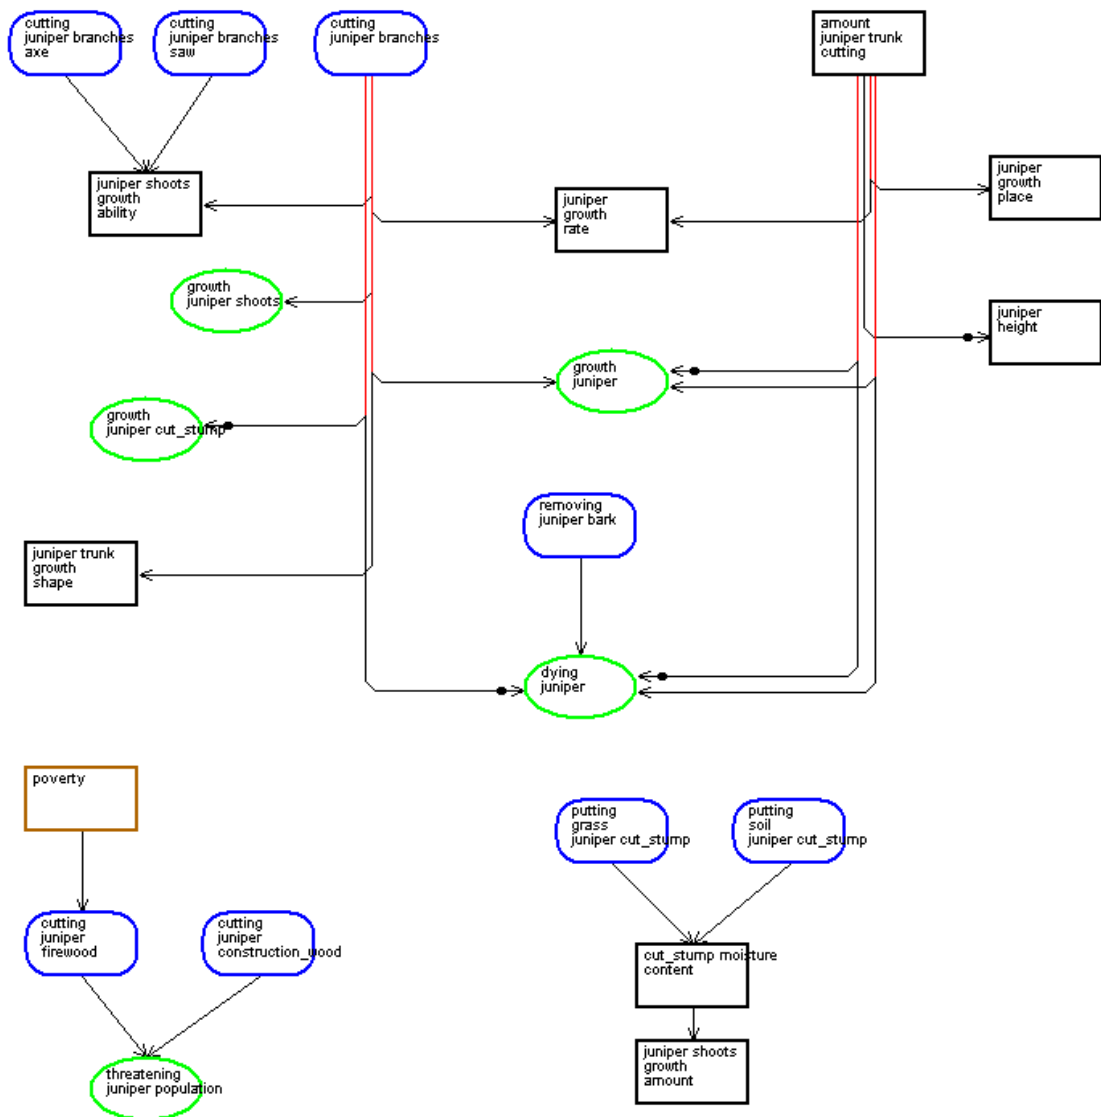 cutting
juniper branches
axe
cutting
juniper branches
saw
cutting
juniper branches
amount
juniper trunk
cutting
juniper shoots
growth
ability
juniper
growth
rate
juniper
growth
place
growth
juniper shoots
juniper
height
growth
juniper
growth
juniper cut_stump
removing
juniper bark
juniper trunk
growth
shape
dying
juniper
poverty
putting
grass
juniper cut_stump
putting
soil
juniper cut_stump
cutting
juniper
firewood
cutting
juniper
construction_wood
cut_stump moisture
content
juniper shoots
growth
amount
threatening
juniper population